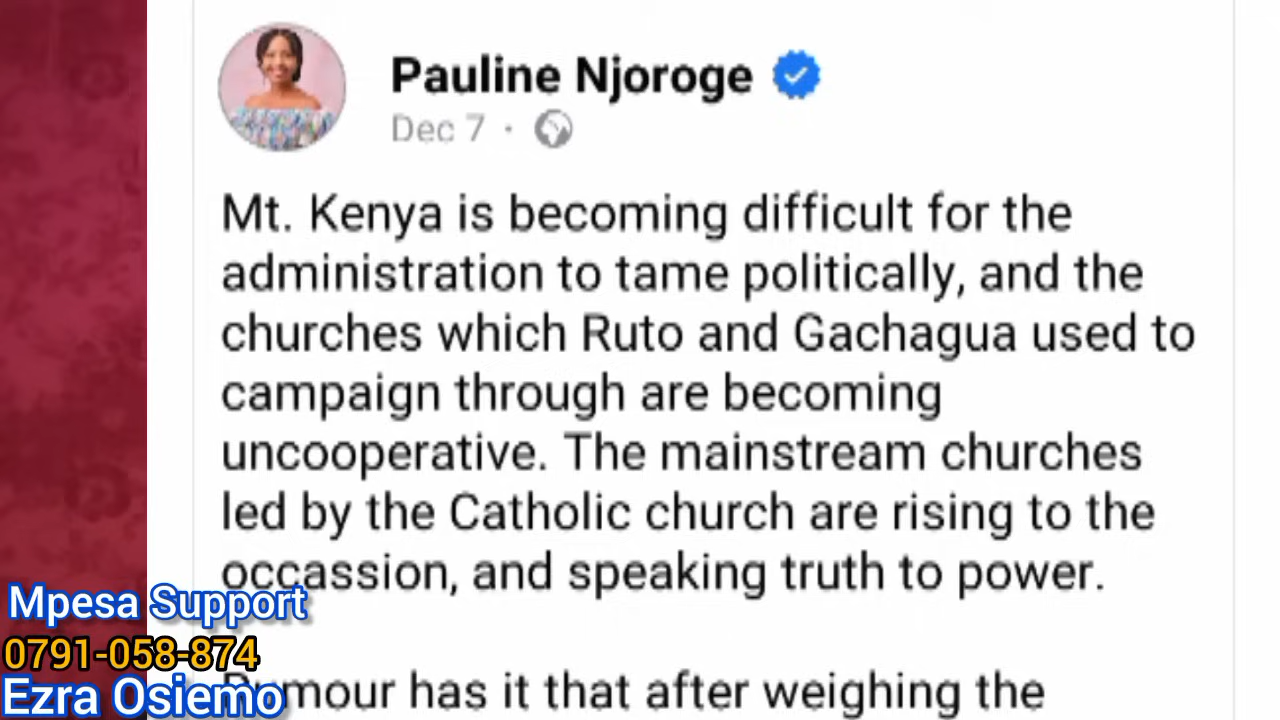 Pauline Njoroge
Dec 7 ·
Mt. Kenya is becoming difficult for the
administration to tame politically, and the
churches which Ruto and Gachagua used to
campaign through are becoming
uncooperative. The mainstream churches
led by the Catholic church are rising to the
occassion, and speaking truth to power.
Rumour has it that after weighing the
Mpesa Support
0791-058-874
Ezra Osiemo